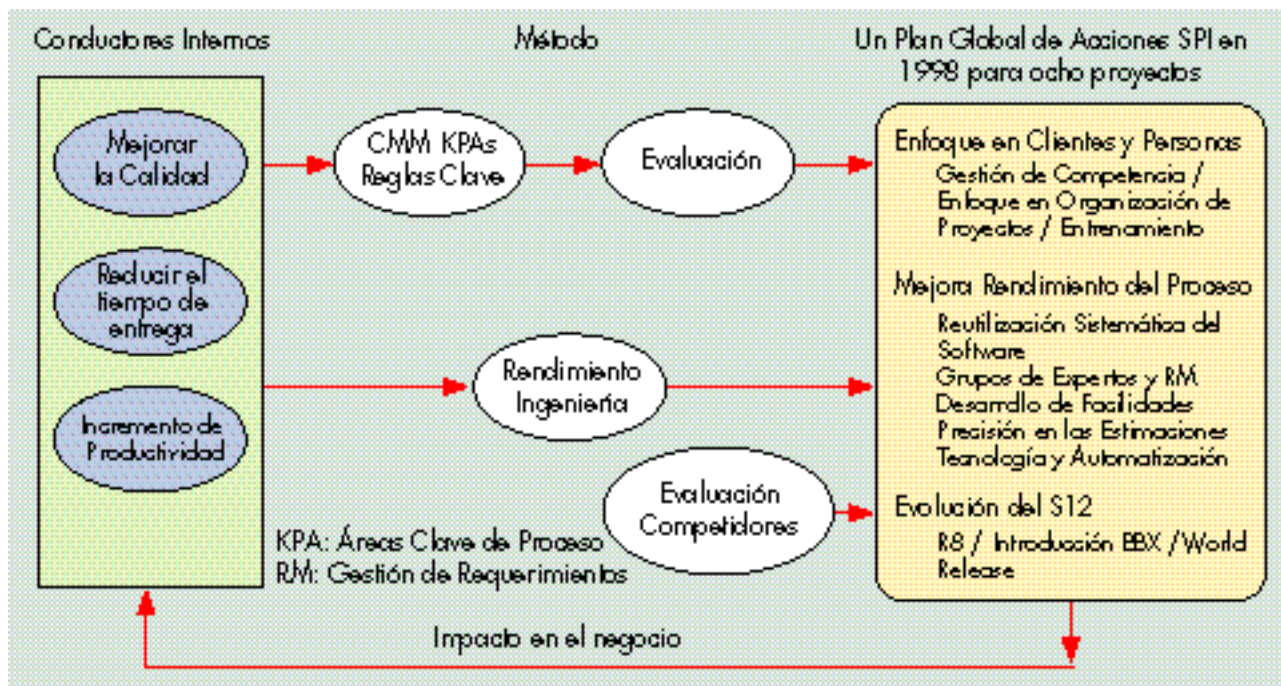 Conductores Internos
Método
Un Plan Global de Acciones SPI en
1998 para ocho proyectos
Mejorar
la Calidad
Reducir el
tiempo de
entrega
Incremento de
Productividad
CMM KPAs
Reglas Clave
Evaluación
Rendimiento
Ingeniería
Evaluación
Competidores
KPA: Áreas Clave de Proceso
RM: Gestión de Requerimientos
Enfoque en Clientes y Personas
Gestión de Competencia /
Enfoque en Organización de
Proyectos / Entrenamiento
Mejora Rendimiento del Proceso
Reutilización Sistemática del
Software
Grupos de Expertos y RM
Desarrollo de Facilidades
Precisión en las Estimaciones
Tecnología y Automatización
Evolución del S12
R8 / Introducción EBX / World
Release
Impacto en el negocio